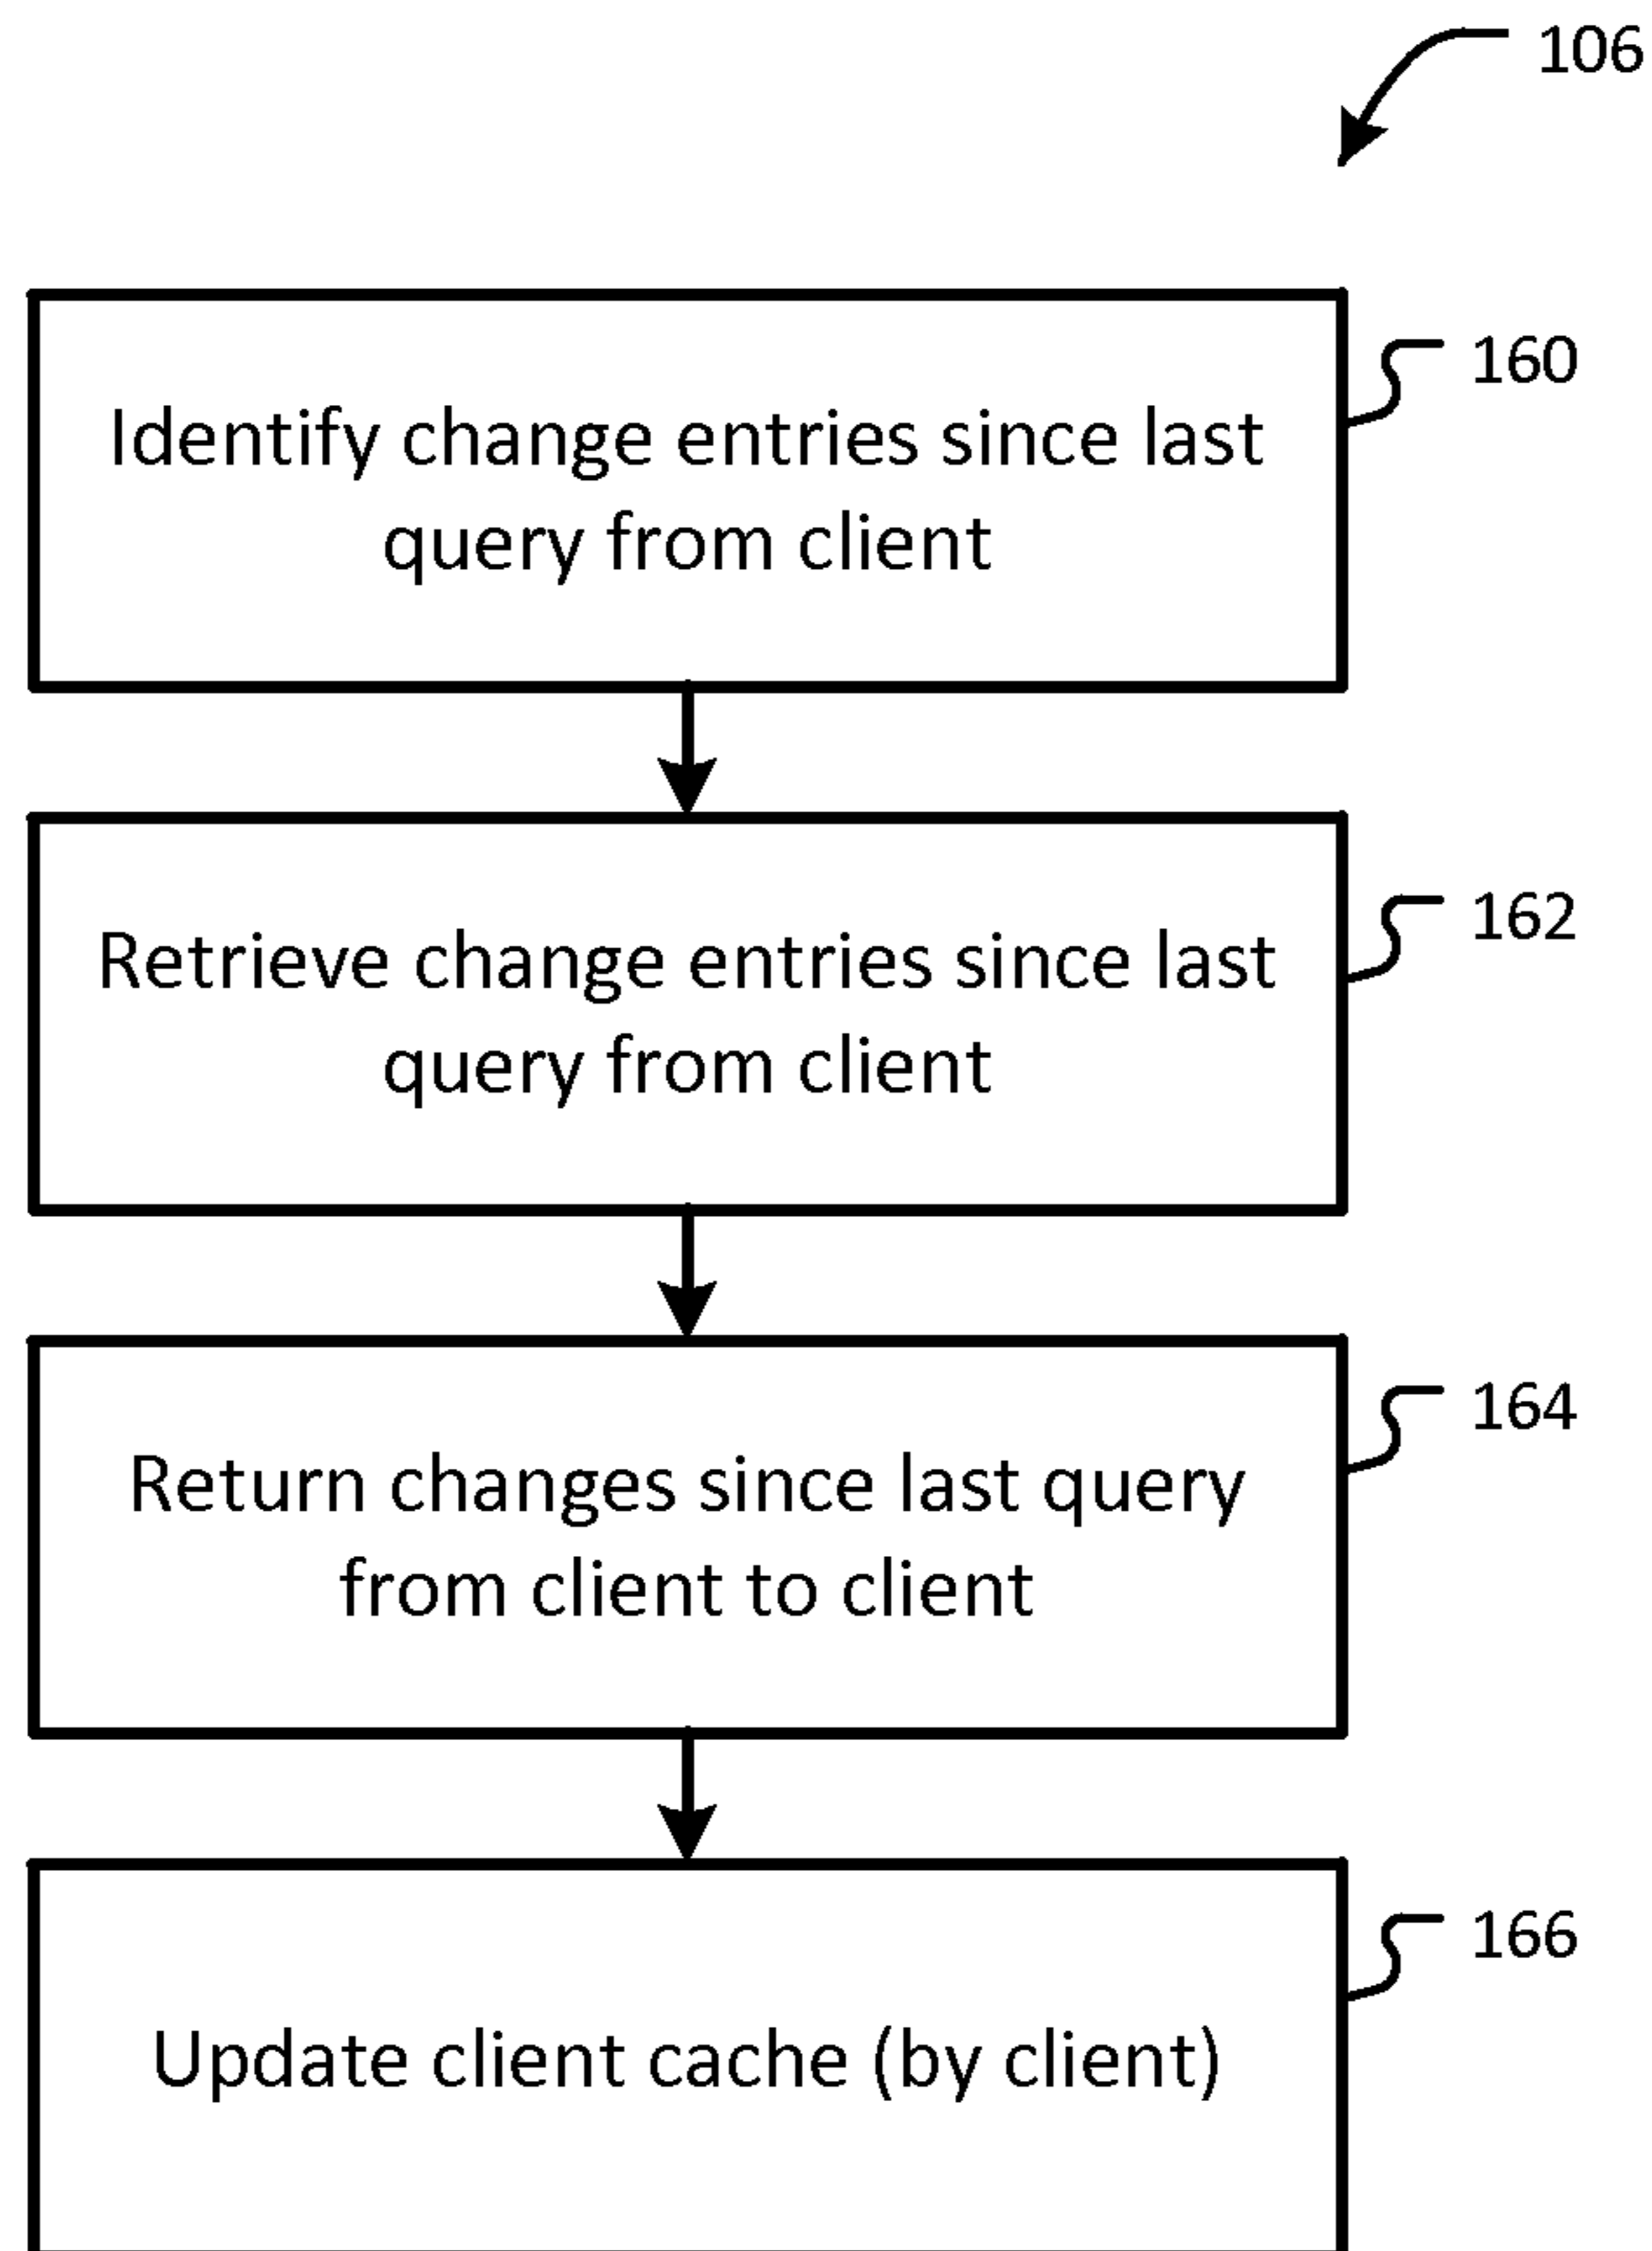 106
160
Identify change entries since last
query from client
162
Retrieve change entries since last
query from client
164
Return changes since last query
from client to client
166
Update client cache (by client)